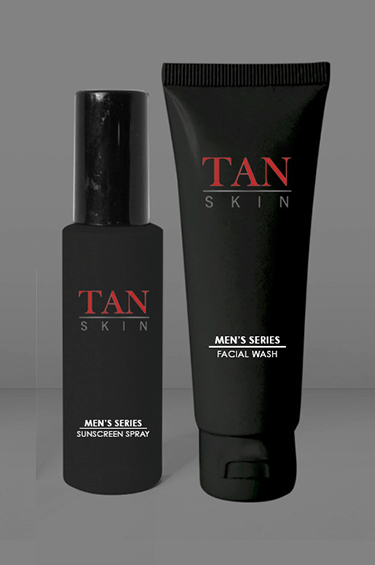 TAN
SKIN
MEN'S SERIES
SUNSCREEN SPRAY
TAN
SKIN
MEN'S SERIES
FACIAL WASH